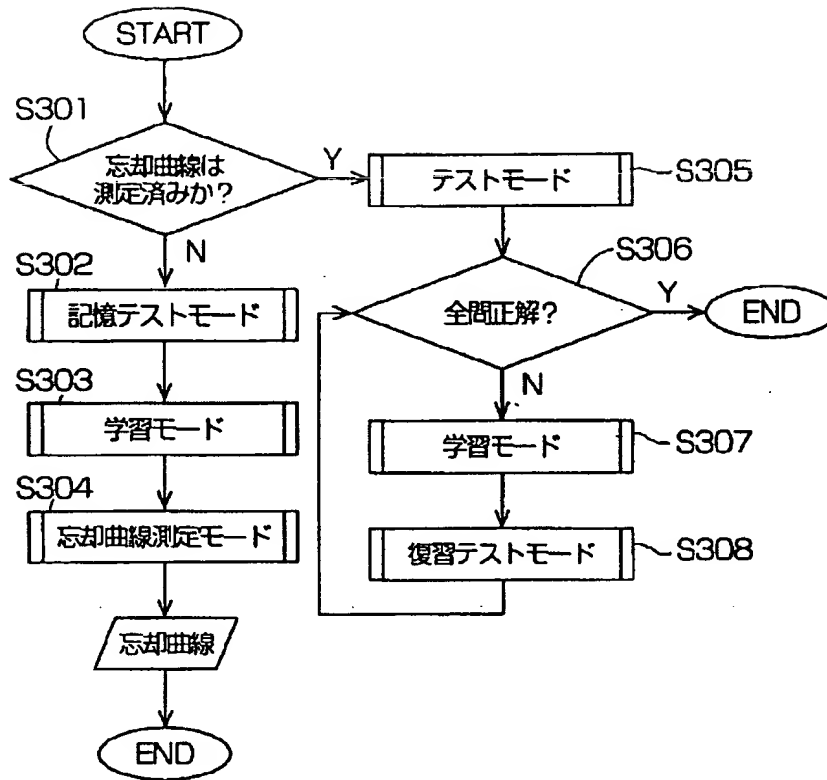 START
S301
忘却曲線は
測定済みか?
Y
N
S302
記憶テストモード
S303
学習モード
S304
忘却曲線測定モード
忘却曲線
END
テストモード
S305
S306
全問正解?
Y
END
N
学習モード
S307
復習テストモード
S308